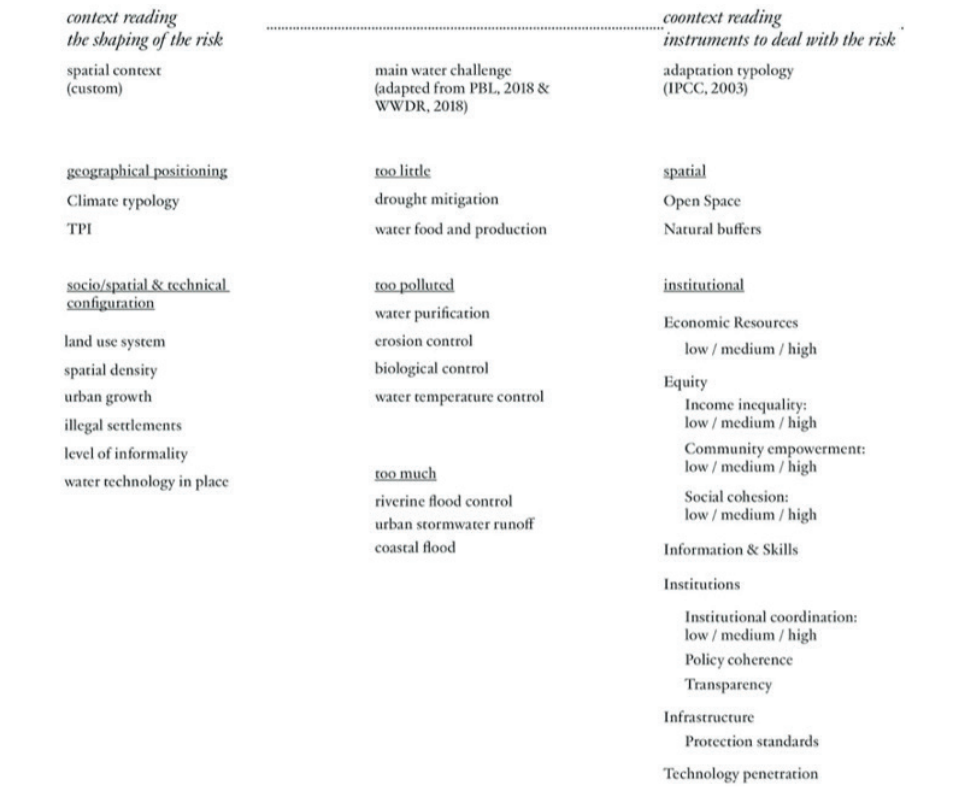 context reading
the shaping of the risk
spatial context
(custom)
geographical positioning
Climate typology
TPI
socio/spatial & technical
configuration
land use system
spatial density
urban growth
illegal settlements
level of informality
water technology in place
main water challenge
(adapted from PBL, 2018 &
WWDR, 2018)
too little
drought mitigation
water food and production
too polluted
water purification
erosion control
biological control
water temperature control
too much
riverine flood control
urban stormwater runoff
coastal flood
coontext reading
instruments to deal with the risk
adaptation typology
(IPCC, 2003)
spatial
Open Space
Natural buffers
institutional
Economic Resources
low / medium / high
Equity
Income inequality:
low / medium / high
Community empowerment:
low / medium / high
Social cohesion:
low / medium / high
Information & Skills
Institutions
Institutional coordination:
low / medium / high
Policy coherence
Transparency
Infrastructure
Protection standards
Technology penetration